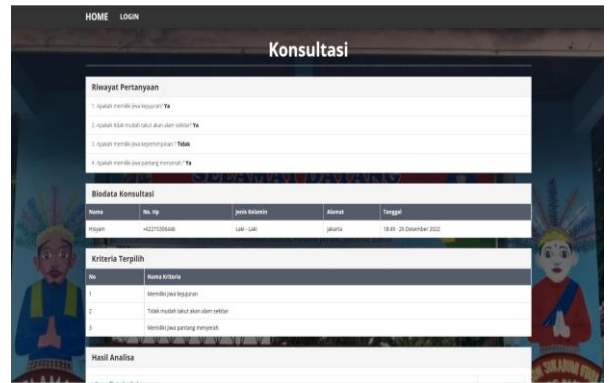 HOME LOGIN
Konsultasi
Riwayat Pertanyaan
1. Apakah memiliki jiwa kejujuran? Ya
2. Apakah tidak mudah takut akan alam sekitar? Ya
3. Apakah memiliki jiwa kepemimpinan ? Tidak
4. Apakah memiliki jiwa pantang menyerah ? Ya
SELAMAT DATANG
Biodata Konsultasi
Nama No. Hp Jenis Kelamin Alamat Tanggal
Laki - Laki Jakarta 18:49 - 26 Desember 2022
Kriteria Terpilih
No Nama Kriteria
1 Memiliki jiwa kejujuran
2 Tidak mudah takut akan alam sekitar
3 Memiliki jiwa pantang menyerah
Hasil Analisa